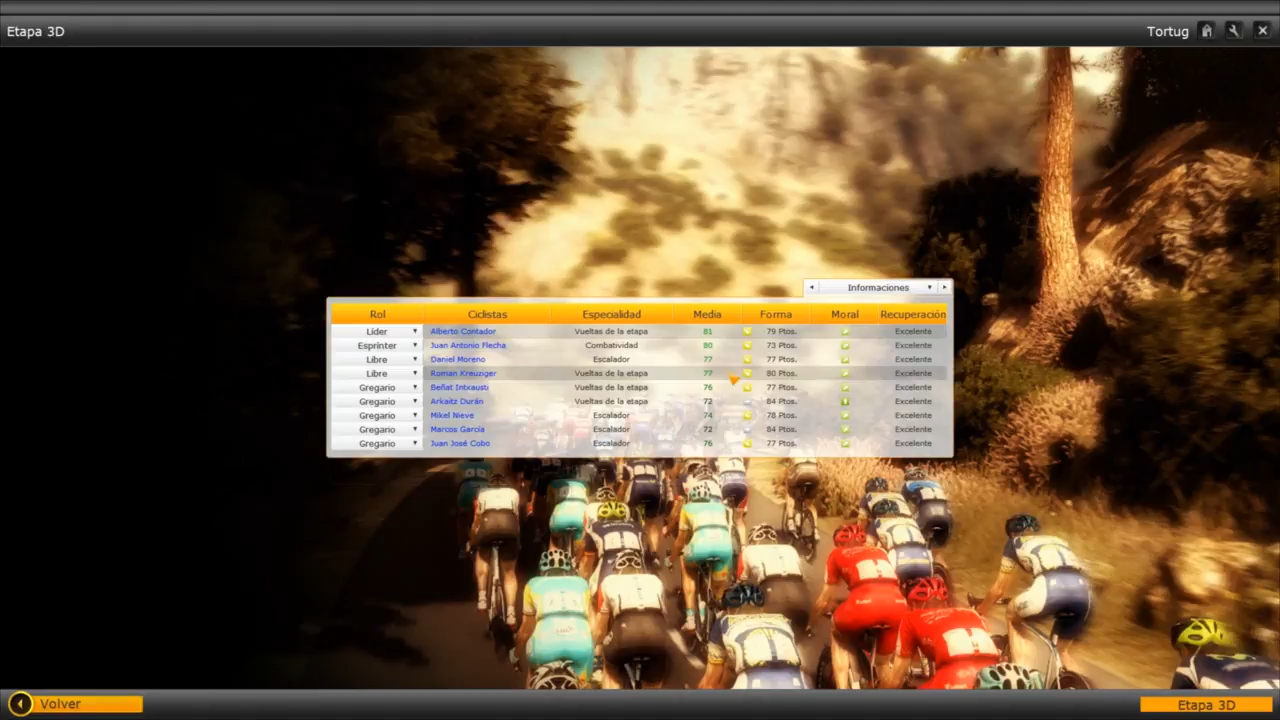 Etapa 3D Tortug
Informaciones
Rol Ciclistas Especialidad Media Forma Moral Recuperación
Líder Alberto Contador Vueltas de la etapa 81 79 Ptos. Excelente
Esprínter Juan Antonio Flecha Combatividad 80 73 Ptos. Excelente
Libre Daniel Moreno Escalador 77 77 Ptos. Excelente
Libre Roman Kreuziger Vueltas de la etapa 77 80 Ptos. Excelente
Gregario Beñat Intxausti Vueltas de la etapa 76 77 Ptos. Excelente
Gregario Arkaitz Durán Vueltas de la etapa 72 84 Ptos. Excelente
Gregario Mikel Nieve Escalador 74 78 Ptos. Excelente
Gregario Marcos García Escalador 72 84 Ptos. Excelente
Gregario Juan José Cobo Escalador 76 77 Ptos. Excelente
Volver Etapa 3D